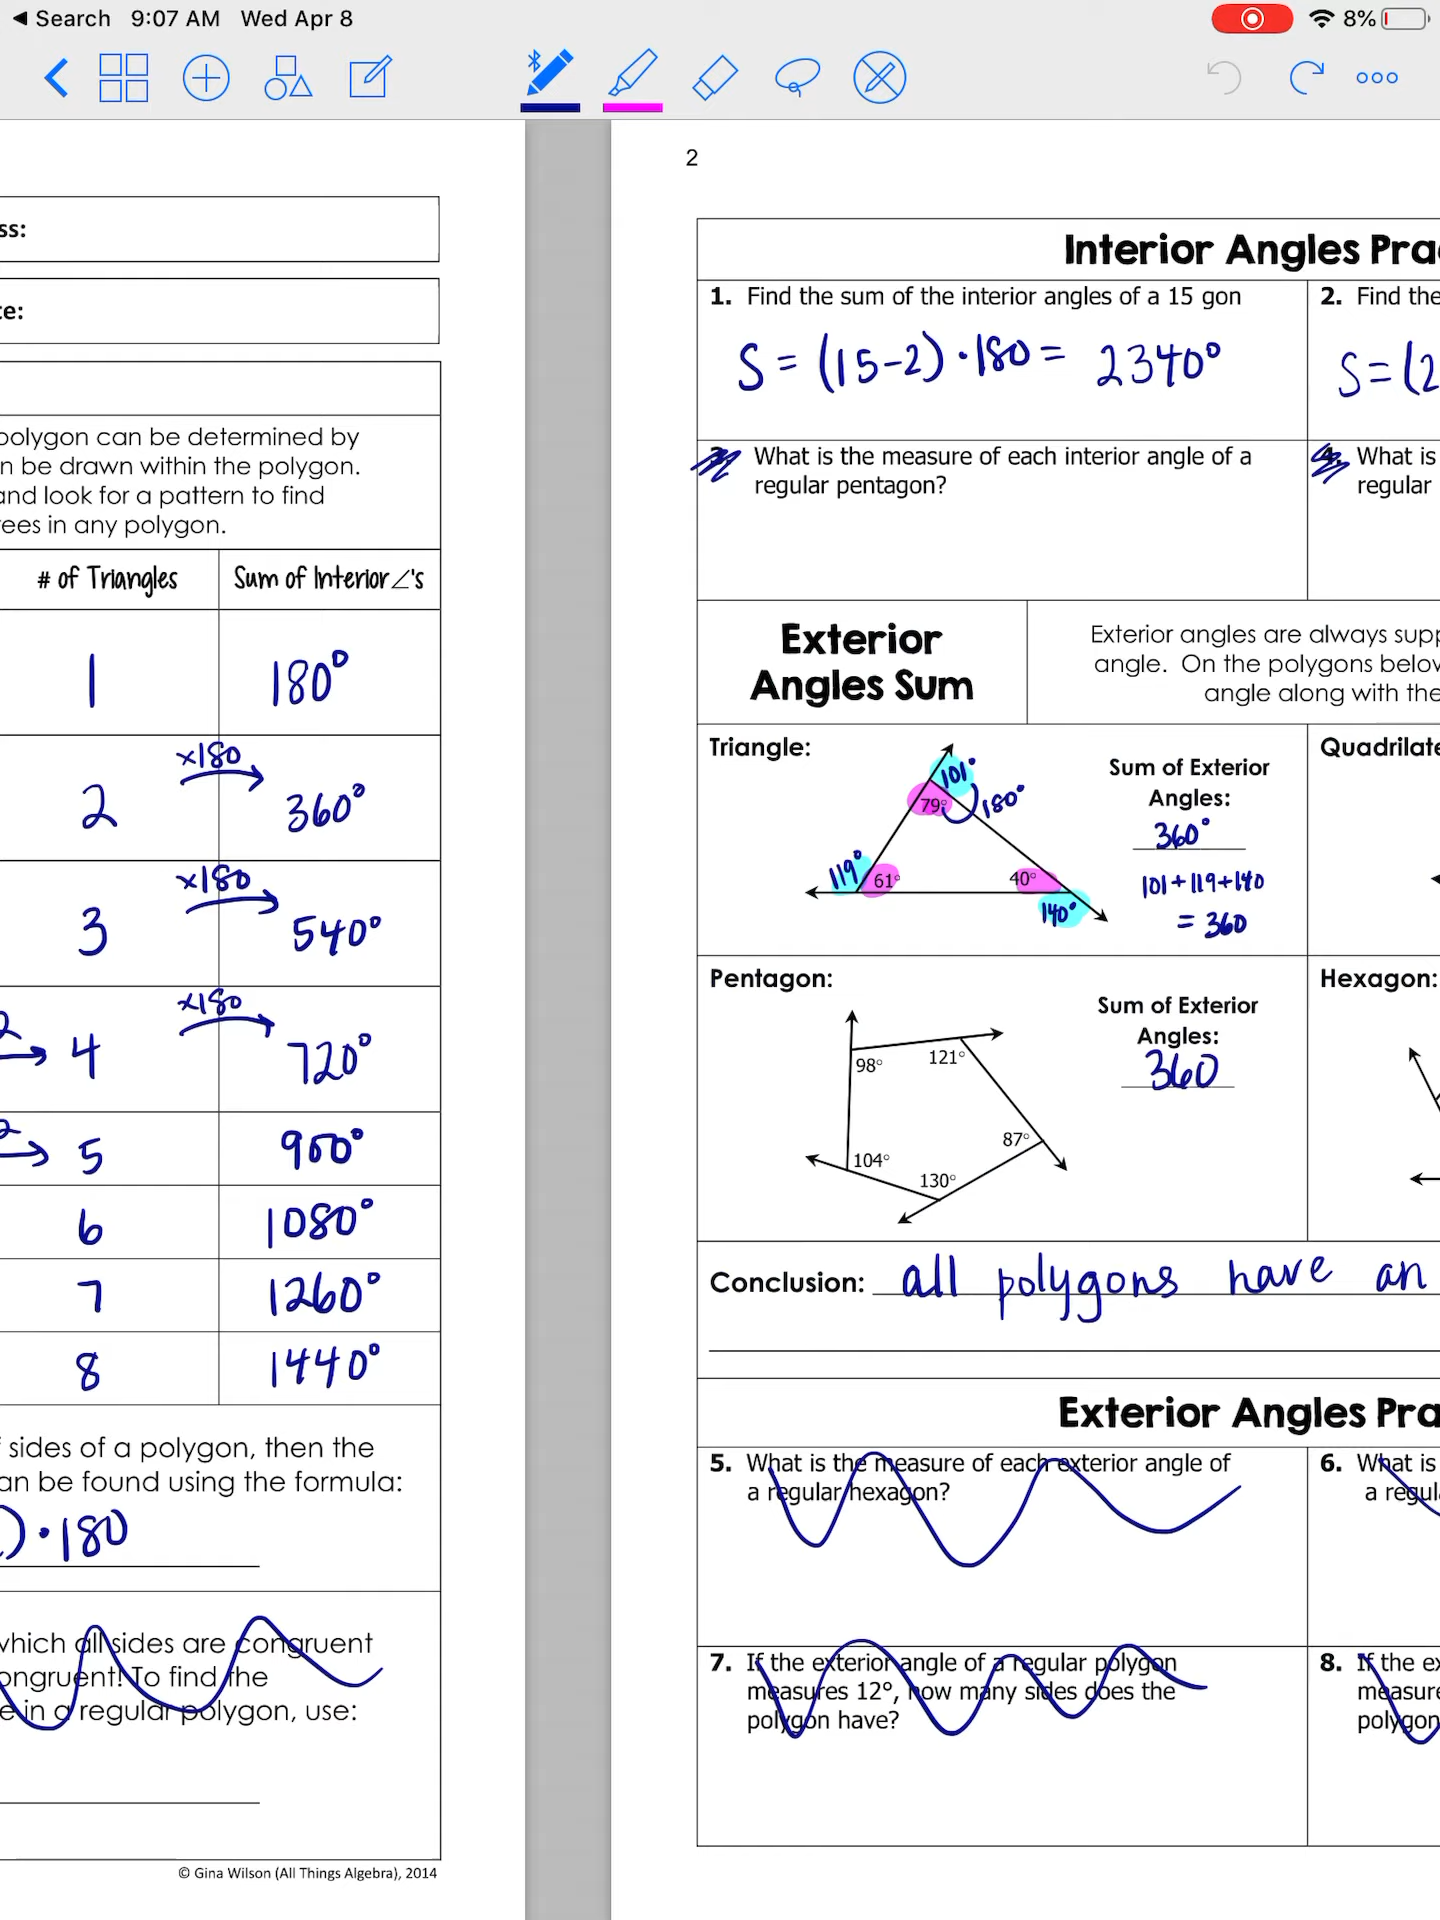 Search 9:07 AM Wed Apr 8
8%
ss:
ce:
polygon can be determined by
n be drawn within the polygon.
and look for a pattern to find
rees in any polygon.
# of Triangles Sum of Interior ∠'s
1 180°
×180
2 360°
×180
3 540°
×180
2
4 720°
2
5 900°
6 1080°
7 1260°
8 1440°
f sides of a polygon, then the
an be found using the formula:
)·180
which all sides are congruent
ongruent! To find the
e in a regular polygon, use:
© Gina Wilson (All Things Algebra), 2014
2
Interior Angles Pra
1. Find the sum of the interior angles of a 15 gon
S = (15-2)·180 = 2340°
2. Find the
S = (2
3. What is the measure of each interior angle of a
regular pentagon?
4. What is
regular
Exterior
Angles Sum
Exterior angles are always supp
angle. On the polygons below
angle along with the
Triangle:
101°
79°
180°
119°
61°
40°
140°
Sum of Exterior
Angles:
360°
101+119+140
= 360
Quadrilate
Pentagon:
98°
121°
87°
104°
130°
Sum of Exterior
Angles:
360
Hexagon:
Conclusion: all polygons have an
Exterior Angles Pra
5. What is the measure of each exterior angle of
a regular hexagon?
6. What is
a regul
7. If the exterior angle of a regular polygon
measures 12°, how many sides does the
polygon have?
8. If the ex
measure
polygon